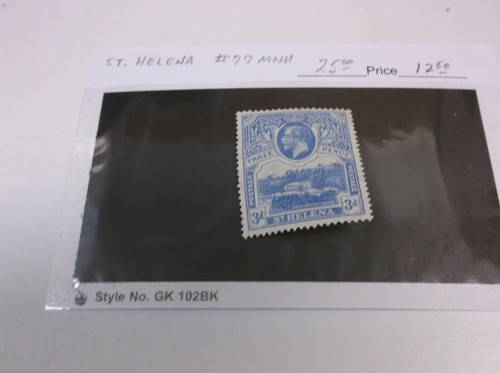 ST. HELENA #77 MNH 25.00 Price 12.50
THREE PENCE
POSTAGE
3d ST HELENA 3d
Style No. GK 102BK